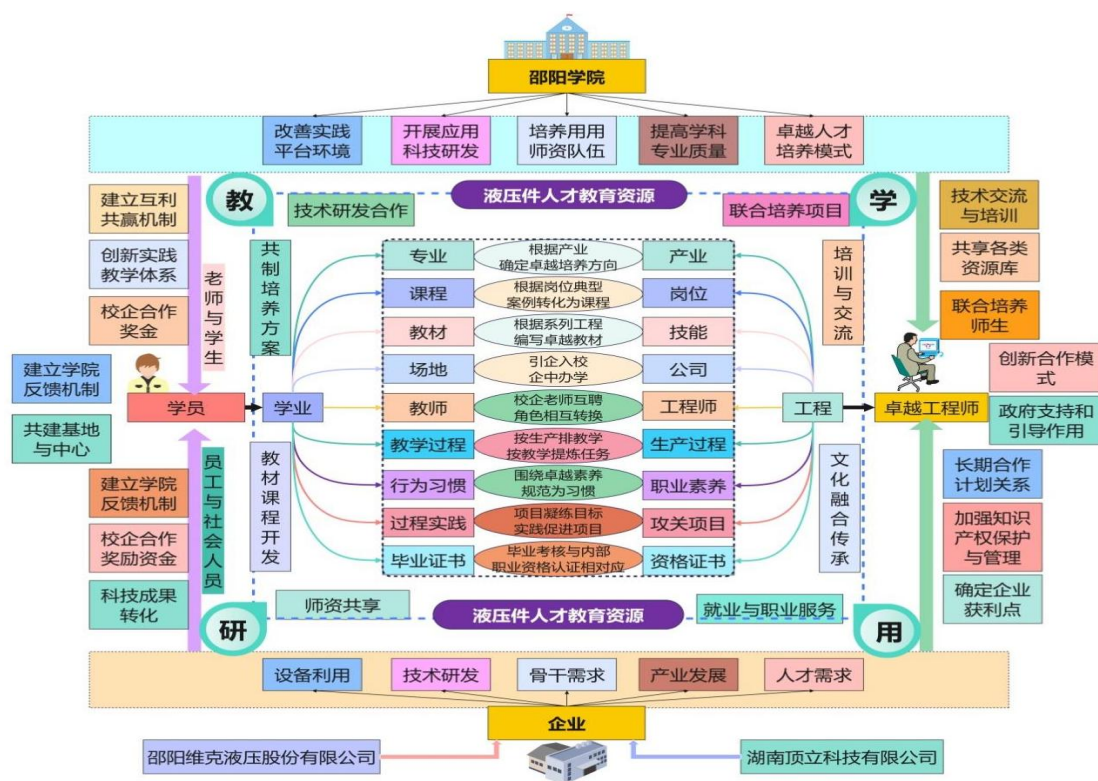 邵阳学院
改善实践
平台环境
开展应用
科技研发
培养用用
师资队伍
提高学科
专业质量
卓越人才
培养模式
教
液压件人才教育资源
学
技术研发合作
联合培养项目
建立互利
共赢机制
创新实践
教学体系
校企合作
奖金
老师与学生
共制培养方案
建立学院
反馈机制
共建基地
与中心
学员
学业
建立学院
反馈机制
校企合作
奖励资金
科技成果
转化
员工与社会人员
教材课程开发
专业
根据产业
确定卓越培养方向
产业
课程
根据岗位典型
案例转化为课程
岗位
教材
根据系列工程
编写卓越教材
技能
场地
引企入校
企中办学
公司
教师
校企老师互聘
角色相互转换
工程师
教学过程
按生产排教学
按教学提炼任务
生产过程
行为习惯
围绕卓越素养
规范为习惯
职业素养
过程实践
项目凝练目标
实践促进项目
攻关项目
毕业证书
毕业考核与内部
职业资格认证相对应
资格证书
培训与交流
工程
文化融合传承
技术交流
与培训
共享各类
资源库
联合培养
师生
卓越工程师
创新合作模
式
政府支持和
引导作用
长期合作
计划关系
加强知识
产权保护
与管理
确定企业
获利点
师资共享
液压件人才教育资源
就业与职业服务
研
用
设备利用
技术研发
骨干需求
产业发展
人才需求
企业
邵阳维克液压股份有限公司
湖南顶立科技有限公司